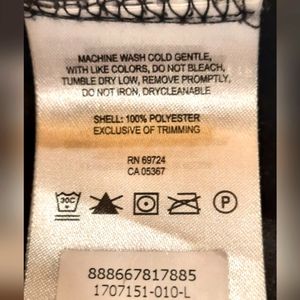 MACHINE WASH COLD GENTLE,
WITH LIKE COLORS, DO NOT BLEACH,
TUMBLE DRY LOW, REMOVE PROMPTLY,
DO NOT IRON, DRYCLEANABLE
SHELL: 100% POLYESTER
EXCLUSIVE OF TRIMMING
RN 69724
CA 05367
30C P
888667817885
1707151-010-L